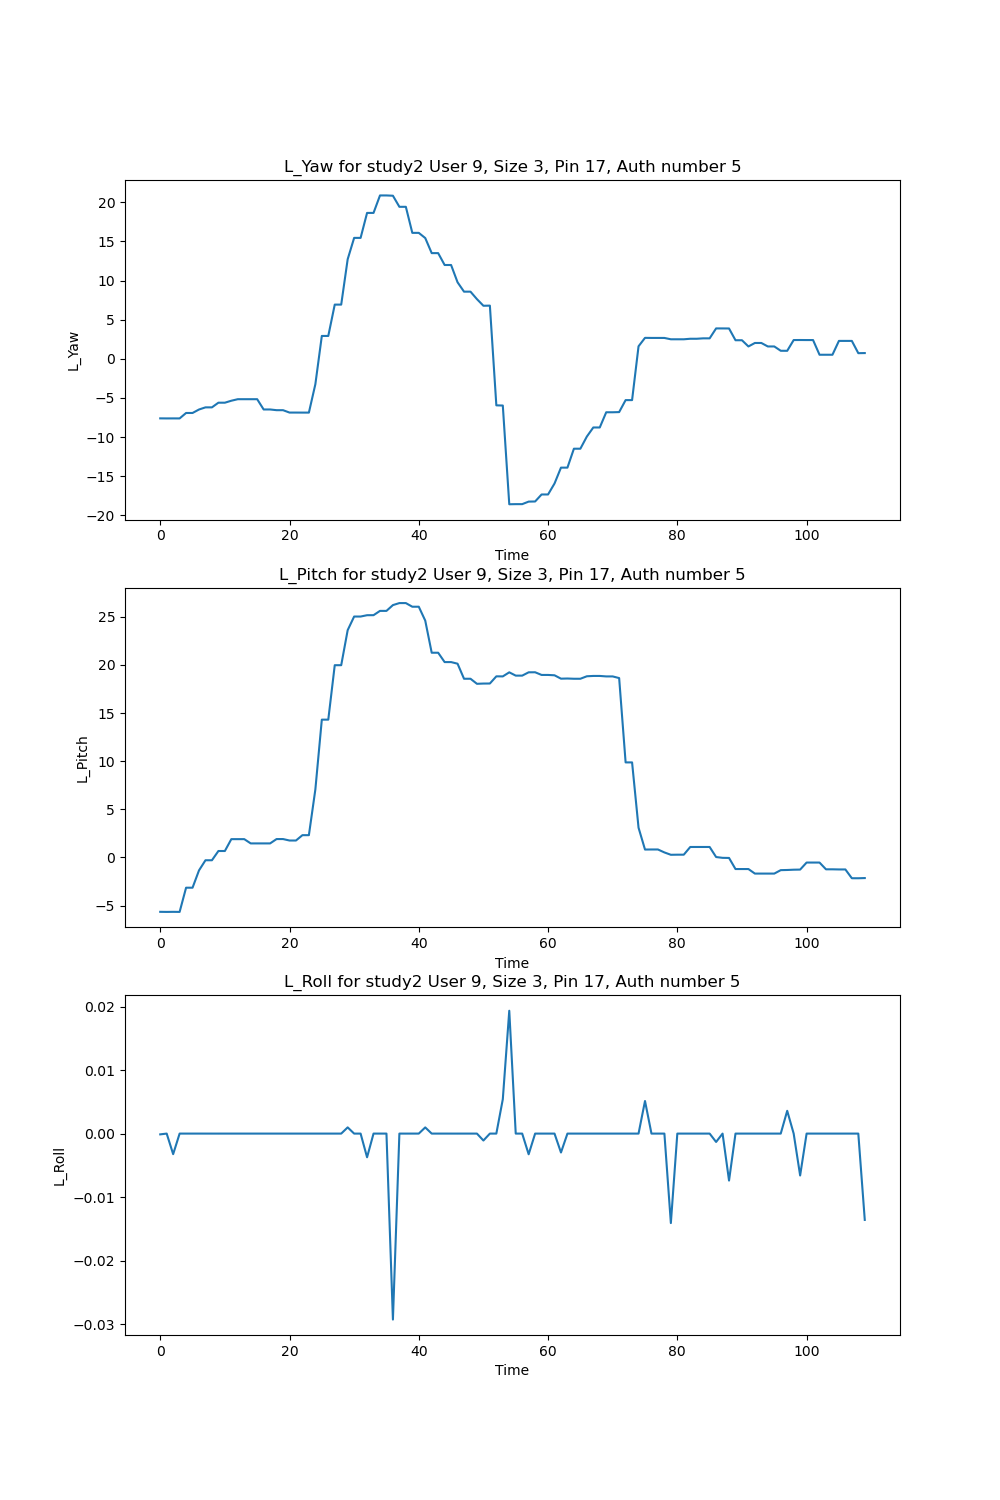 L_Yaw for study2 User 9, Size 3, Pin 17, Auth number 5
20
15
10
5
0
−5
−10
−15
−20
L_Yaw
0 20 40 60 80 100
Time
L_Pitch for study2 User 9, Size 3, Pin 17, Auth number 5
25
20
15
10
5
0
−5
L_Pitch
0 20 40 60 80 100
Time
L_Roll for study2 User 9, Size 3, Pin 17, Auth number 5
0.02
0.01
0.00
−0.01
−0.02
−0.03
L_Roll
0 20 40 60 80 100
Time